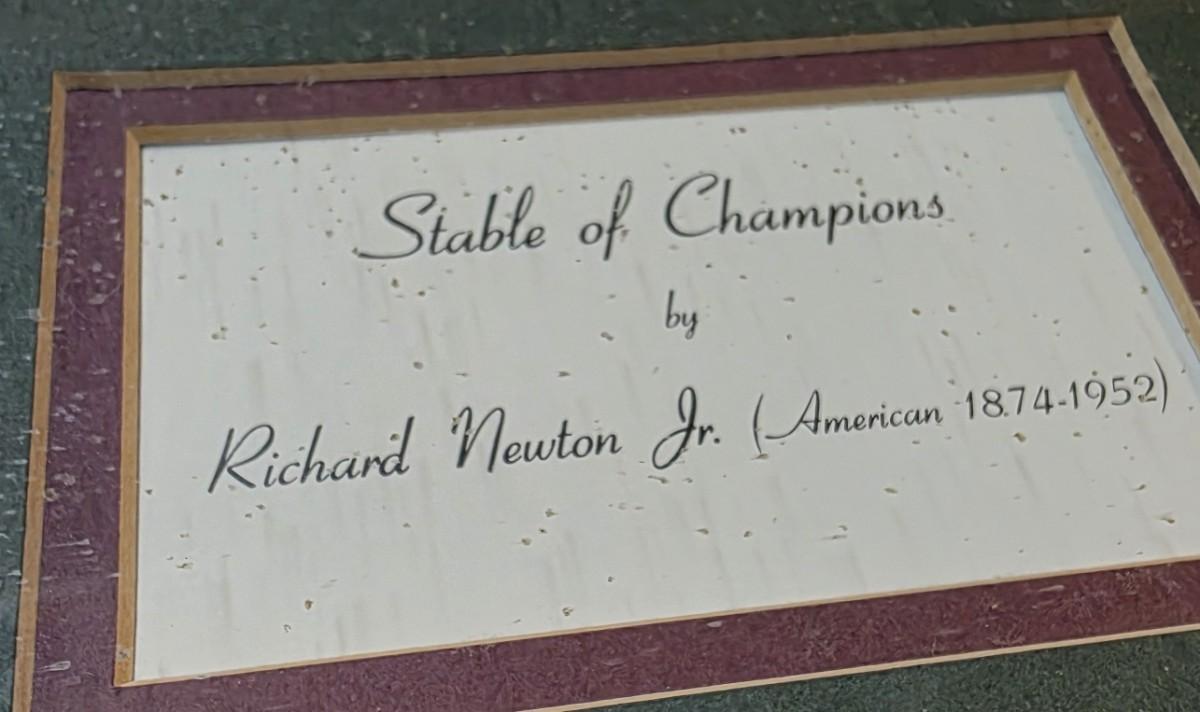 Stable of Champions
by
Richard Newton Jr. (American 1874-1952)